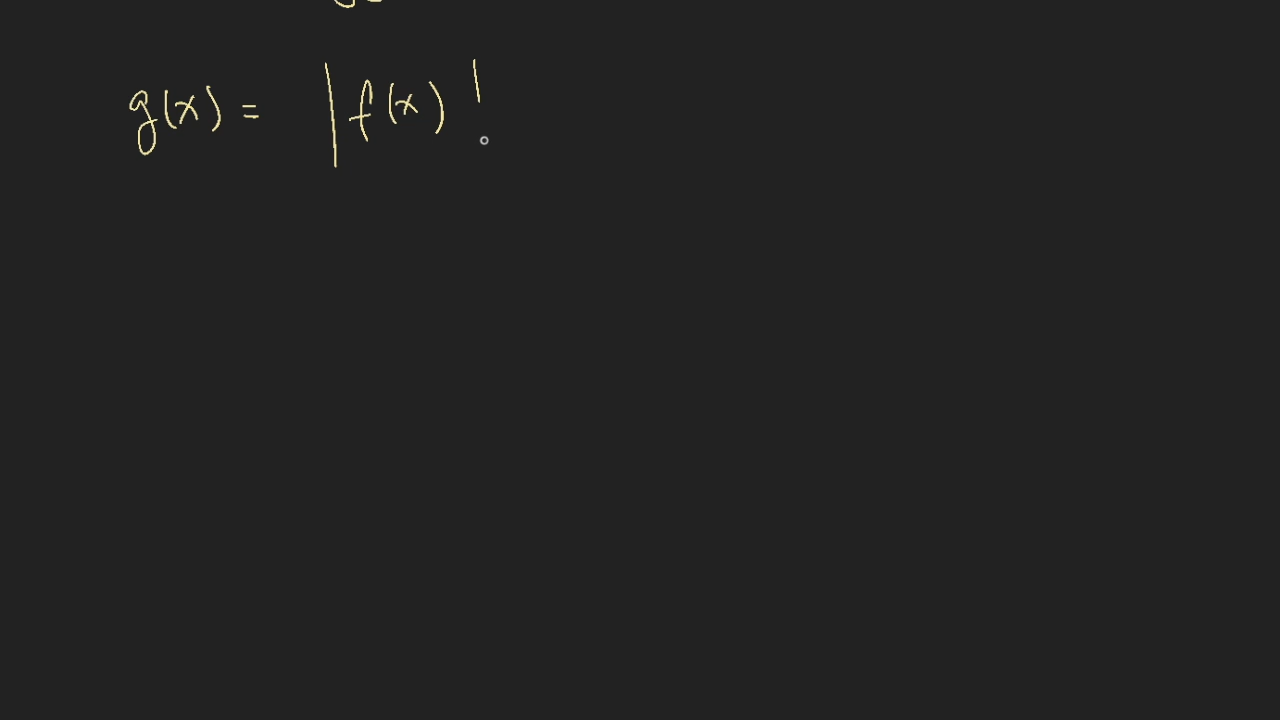 g(x) = |f(x)|